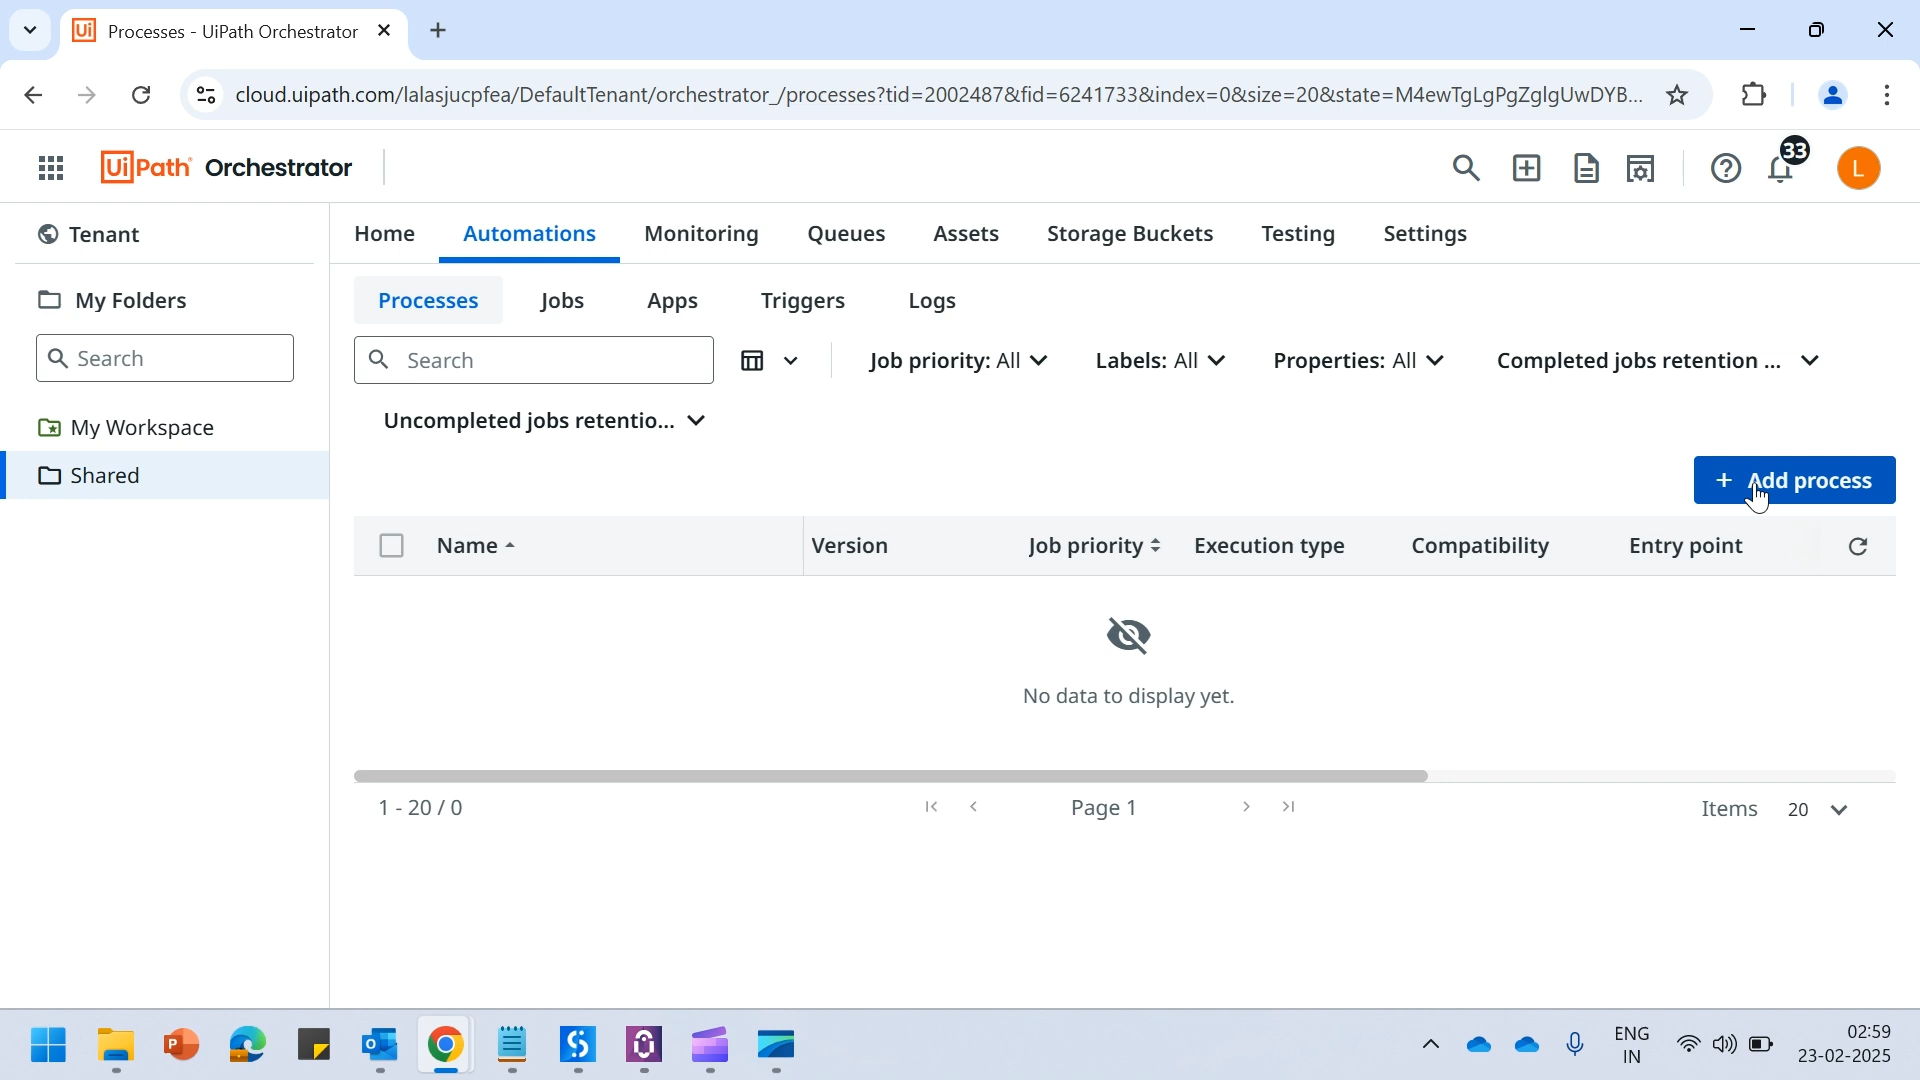 Processes - UiPath Orchestrator
cloud.uipath.com/lalasjucpfea/DefaultTenant/orchestrator_/processes?tid=2002487&fid=6241733&index=0&size=20&state=M4ewTgLgPgZglgUwDYB...
UiPath Orchestrator
33
L
Tenant
Home Automations Monitoring Queues Assets Storage Buckets Testing Settings
My Folders
Processes Jobs Apps Triggers Logs
Search
Search
Job priority: All Labels: All Properties: All Completed jobs retention ...
My Workspace
Uncompleted jobs retentio...
Shared
+ Add process
Name Version Job priority Execution type Compatibility Entry point
No data to display yet.
1 - 20 / 0 Page 1 Items 20
ENG
IN
02:59
23-02-2025